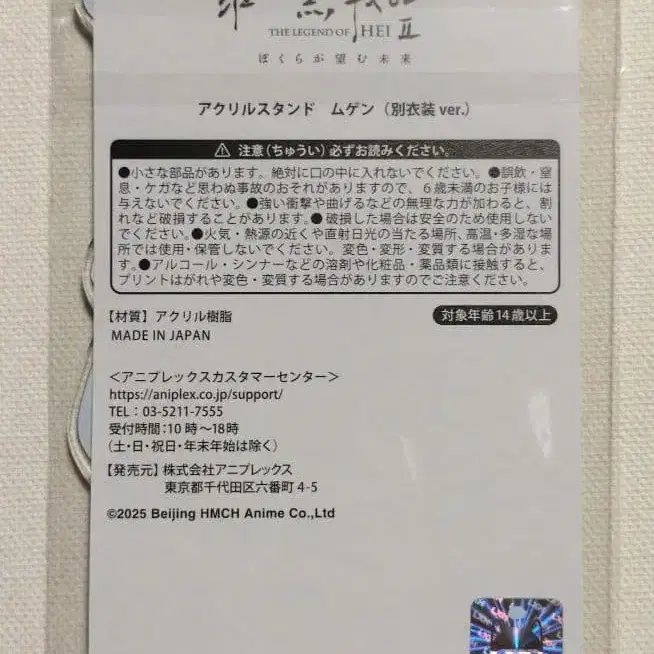 THE LEGEND OF HEI II
ぼくらが望む未来
アクリルスタンド ムゲン（別衣装 ver.）
⚠ 注意（ちゅうい）必ずお読みください。
●小さな部品があります。絶対に口の中に入れないでください。●誤飲・窒
息・ケガなど思わぬ事故のおそれがありますので、６歳未満のお子様には
与えないでください。●強い衝撃や曲げるなどの無理な力が加わると、割
れなど破損することがあります。●破損した場合は安全のため使用しない
でください。●火気・熱源の近くや直射日光の当たる場所、高温・多湿な場
所では使用・保管しないでください。変色・変形・変質する場合がありま
す。●アルコール・シンナーなどの溶剤や化粧品・薬品類に接触すると、
プリントはがれや変色・変質する場合がありますのでご注意ください。
【材質】アクリル樹脂
対象年齢14歳以上
MADE IN JAPAN
＜アニプレックスカスタマーセンター＞
https://aniplex.co.jp/support/
TEL：03-5211-7555
受付時間：10時～18時
（土・日・祝日・年末年始は除く）
【発売元】株式会社アニプレックス
東京都千代田区六番町 4-5
©2025 Beijing HMCH Anime Co.,Ltd